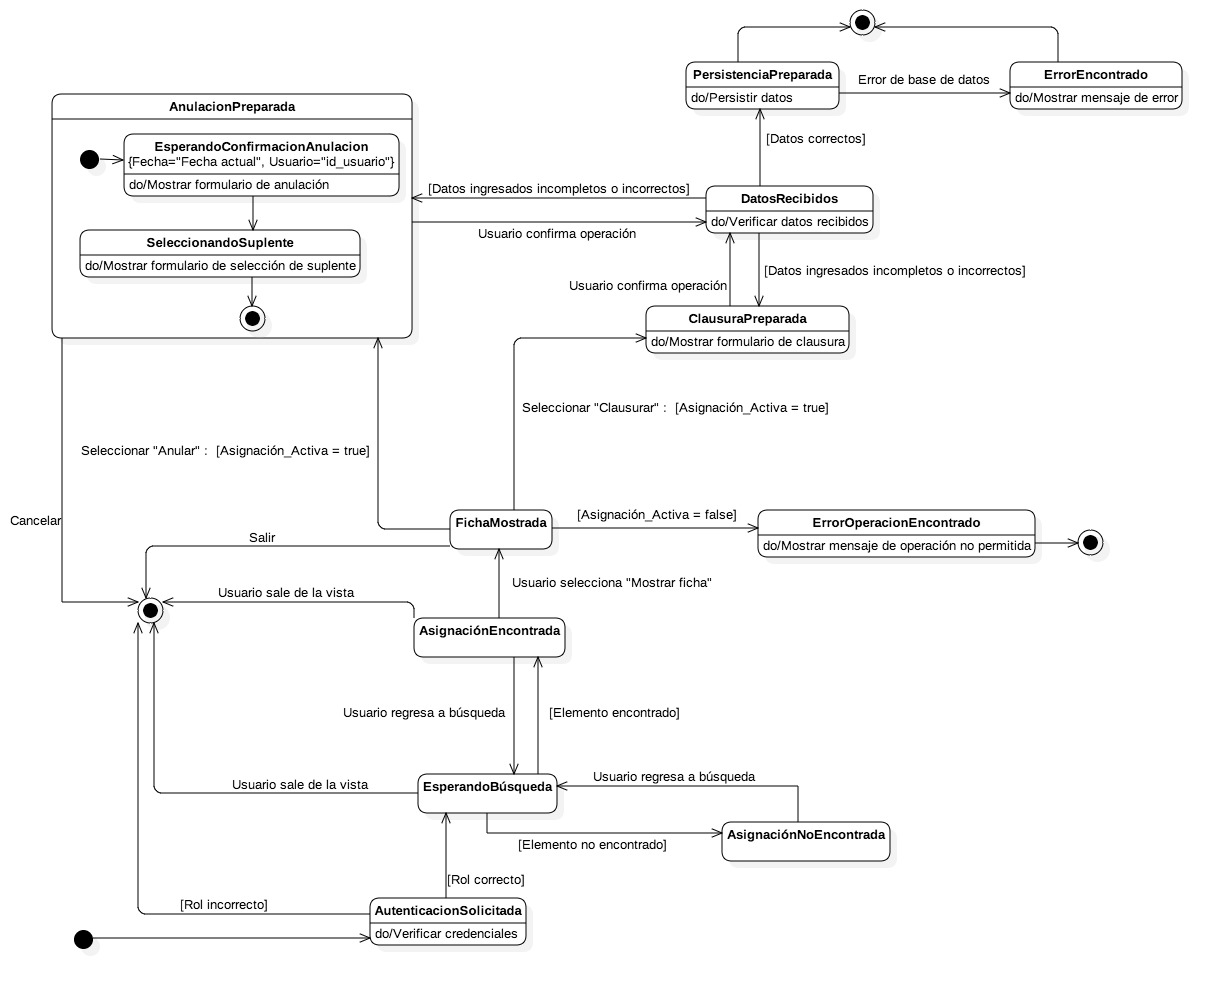 PersistenciaPreparada
do/Persistir datos
Error de base de datos
ErrorEncontrado
do/Mostrar mensaje de error
AnulacionPreparada
EsperandoConfirmacionAnulacion
{Fecha="Fecha actual", Usuario="id_usuario"}
do/Mostrar formulario de anulación
[Datos correctos]
[Datos ingresados incompletos o incorrectos]
DatosRecibidos
do/Verificar datos recibidos
Usuario confirma operación
SeleccionandoSuplente
do/Mostrar formulario de selección de suplente
[Datos ingresados incompletos o incorrectos]
Usuario confirma operación
ClausuraPreparada
do/Mostrar formulario de clausura
Seleccionar "Clausurar" :  [Asignación_Activa = true]
Seleccionar "Anular" :  [Asignación_Activa = true]
Cancelar
FichaMostrada
[Asignación_Activa = false]
ErrorOperacionEncontrado
do/Mostrar mensaje de operación no permitida
Salir
Usuario selecciona "Mostrar ficha"
Usuario sale de la vista
AsignaciónEncontrada
Usuario regresa a búsqueda
[Elemento encontrado]
Usuario sale de la vista
EsperandoBúsqueda
Usuario regresa a búsqueda
AsignaciónNoEncontrada
[Elemento no encontrado]
[Rol correcto]
[Rol incorrecto]
AutenticacionSolicitada
do/Verificar credenciales